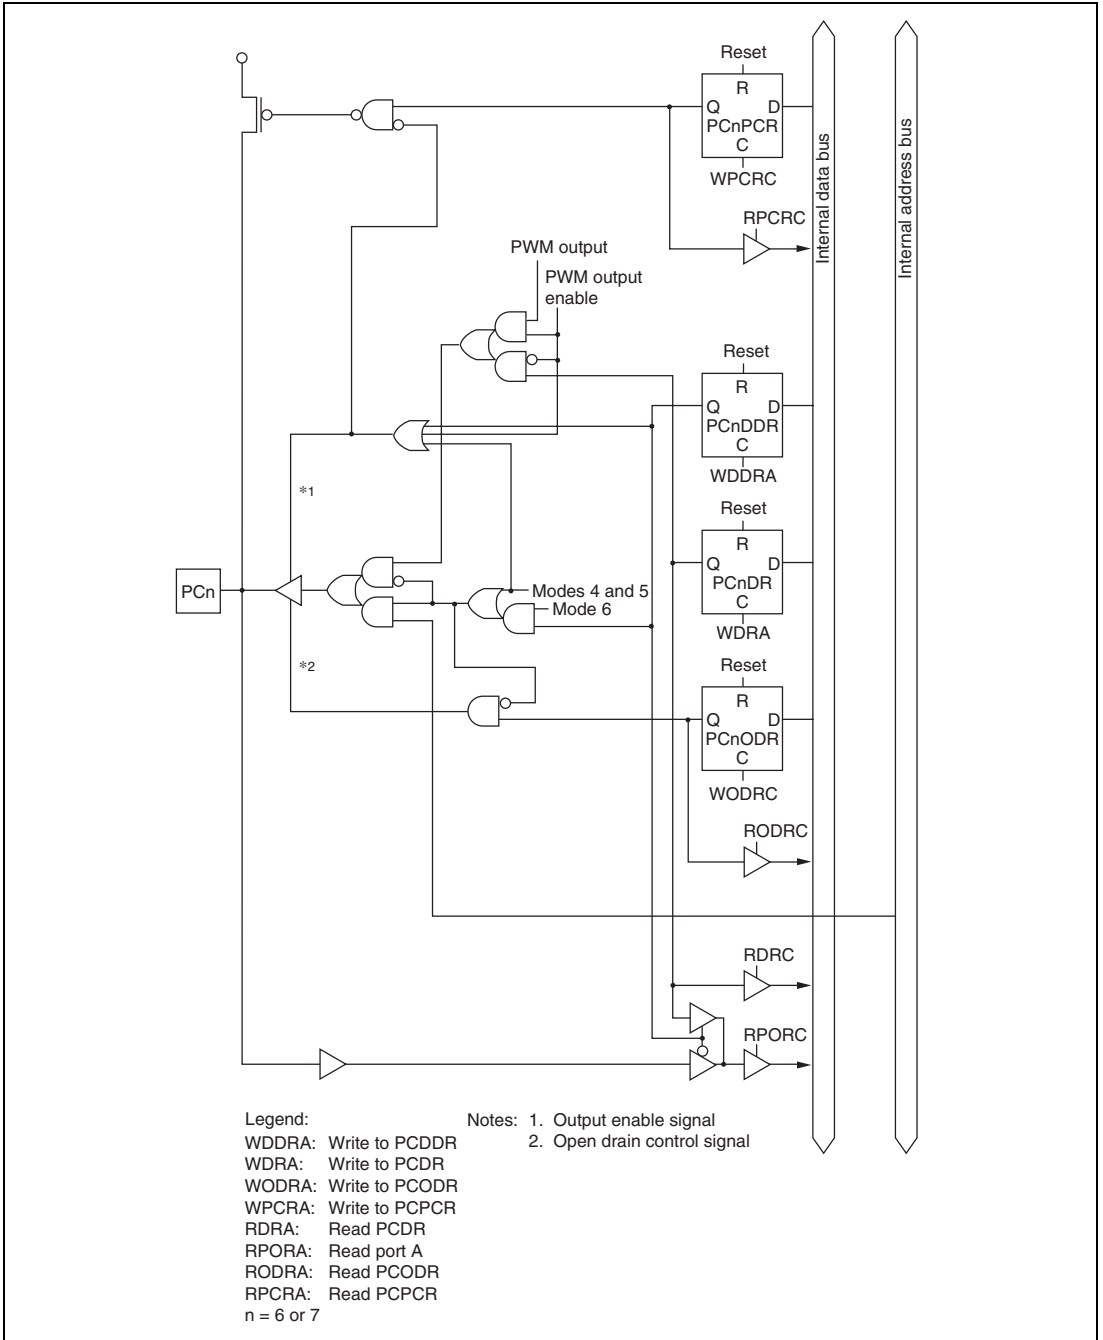 Reset
R
Q D
PCnPCR
C
WPCRC
RPCRC
Internal data bus
Internal address bus
PWM output
PWM output
enable
Reset
R
Q D
PCnDDR
C
WDDRA
*1
Reset
R
Q D
PCnDR
C
WDRA
PCn
Modes 4 and 5
Mode 6
*2
Reset
R
Q D
PCnODR
C
WODRC
RODRC
RDRC
RPORC
Legend:
WDDRA: Write to PCDDR
WDRA: Write to PCDR
WODRA: Write to PCODR
WPCRA: Write to PCPCR
RDRA: Read PCDR
RPORA: Read port A
RODRA: Read PCODR
RPCRA: Read PCPCR
n = 6 or 7
Notes: 1. Output enable signal
2. Open drain control signal